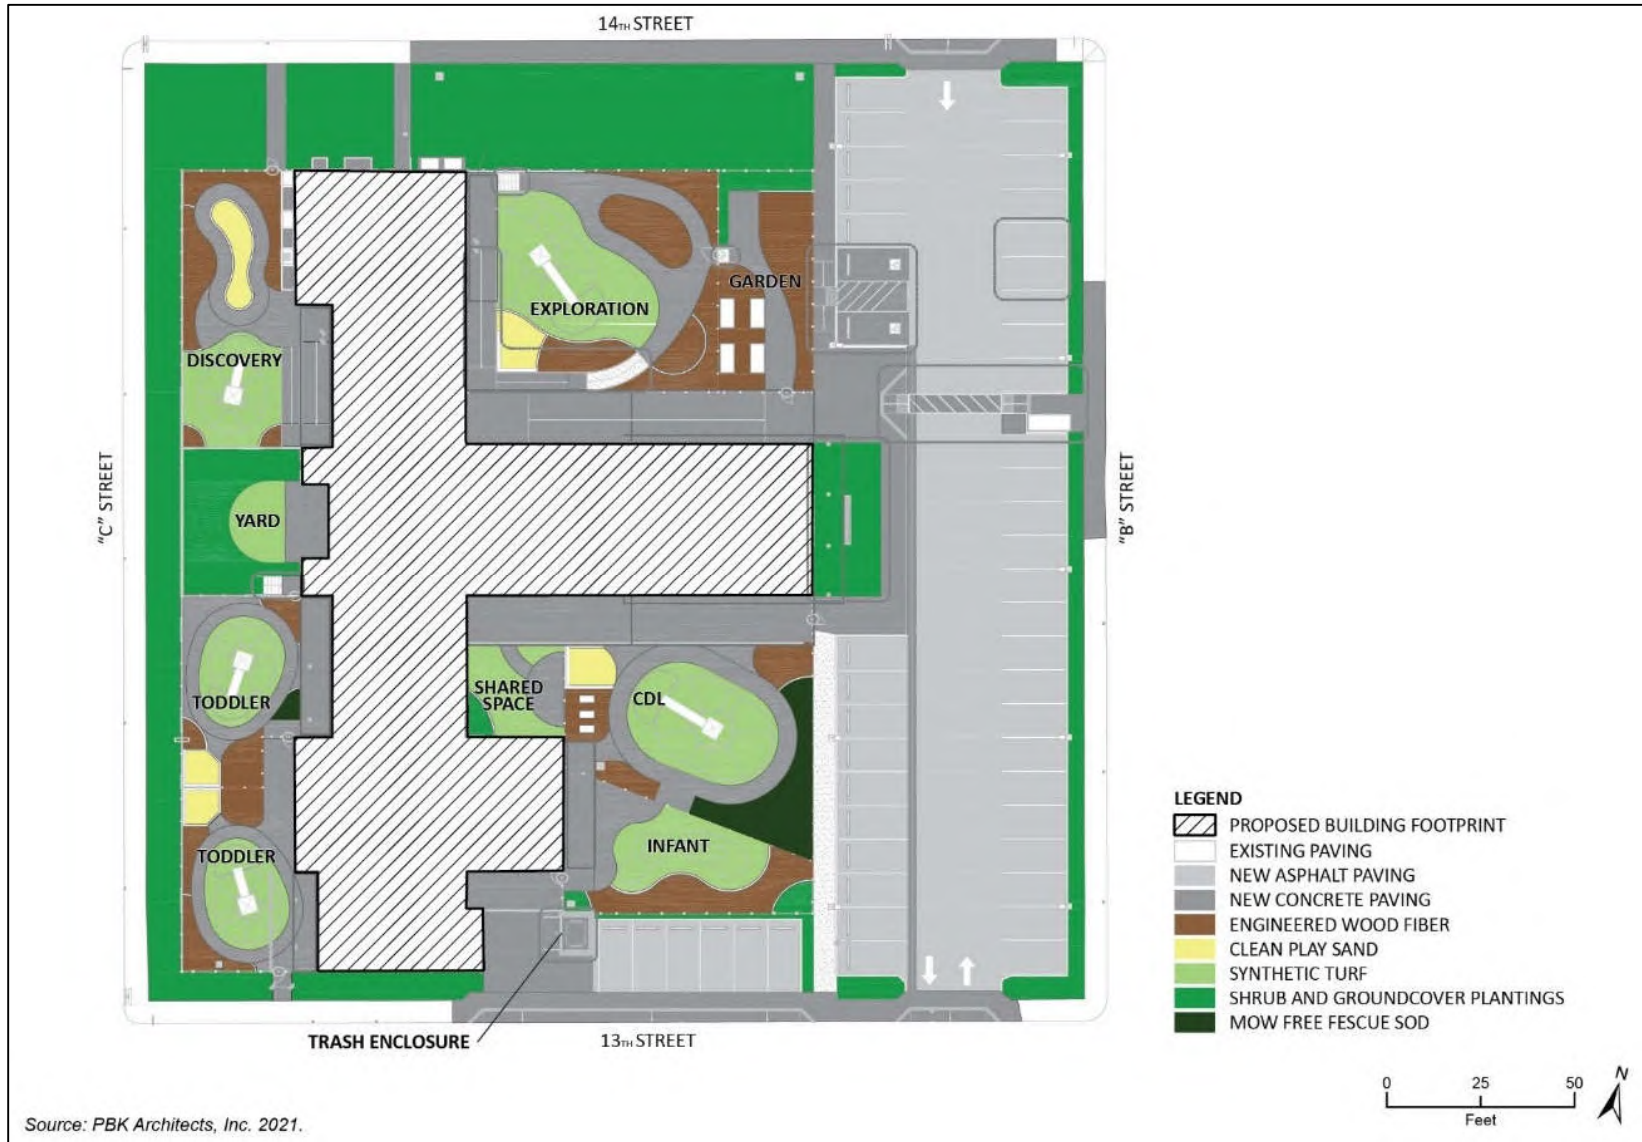 14TH STREET
GARDEN
EXPLORATION
DISCOVERY
"C" STREET
"B" STREET
YARD
SHARED
SPACE
CDL
TODDLER
INFANT
TODDLER
TRASH ENCLOSURE
13TH STREET
LEGEND
PROPOSED BUILDING FOOTPRINT
EXISTING PAVING
NEW ASPHALT PAVING
NEW CONCRETE PAVING
ENGINEERED WOOD FIBER
CLEAN PLAY SAND
SYNTHETIC TURF
SHRUB AND GROUNDCOVER PLANTINGS
MOW FREE FESCUE SOD
0 25 50
Feet
N
Source: PBK Architects, Inc. 2021.